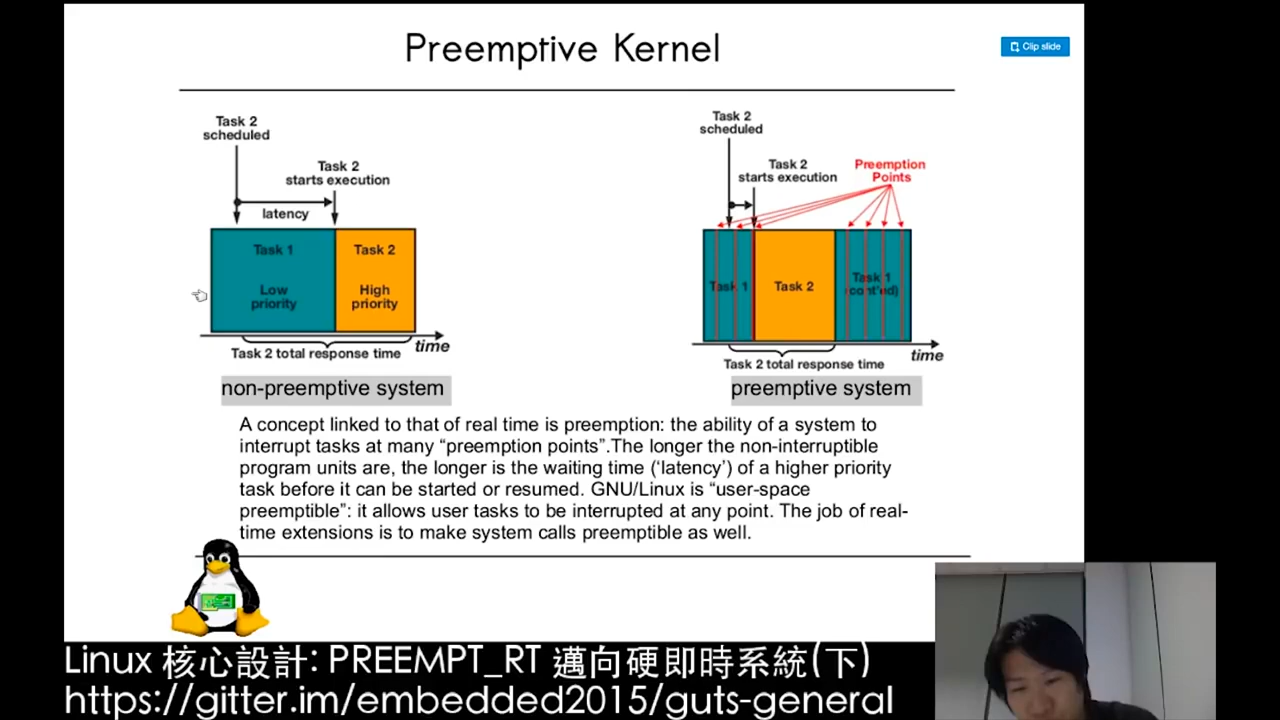 Preemptive Kernel
Clip slide
Task 2
scheduled
Task 2
starts execution
latency
Task 1
Low
priority
Task 2
High
priority
Task 2 total response time
time
non-preemptive system
Task 2
scheduled
Task 2
starts execution
Preemption
Points
Task 1
Task 2
Task 1
(cont'ed)
Task 2 total response time
time
preemptive system
A concept linked to that of real time is preemption: the ability of a system to
interrupt tasks at many “preemption points”.The longer the non-interruptible
program units are, the longer is the waiting time (‘latency’) of a higher priority
task before it can be started or resumed. GNU/Linux is “user-space
preemptible”: it allows user tasks to be interrupted at any point. The job of real-
time extensions is to make system calls preemptible as well.
Linux 核心設計: PREEMPT_RT 邁向硬即時系統(下)
https://gitter.im/embedded2015/guts-general